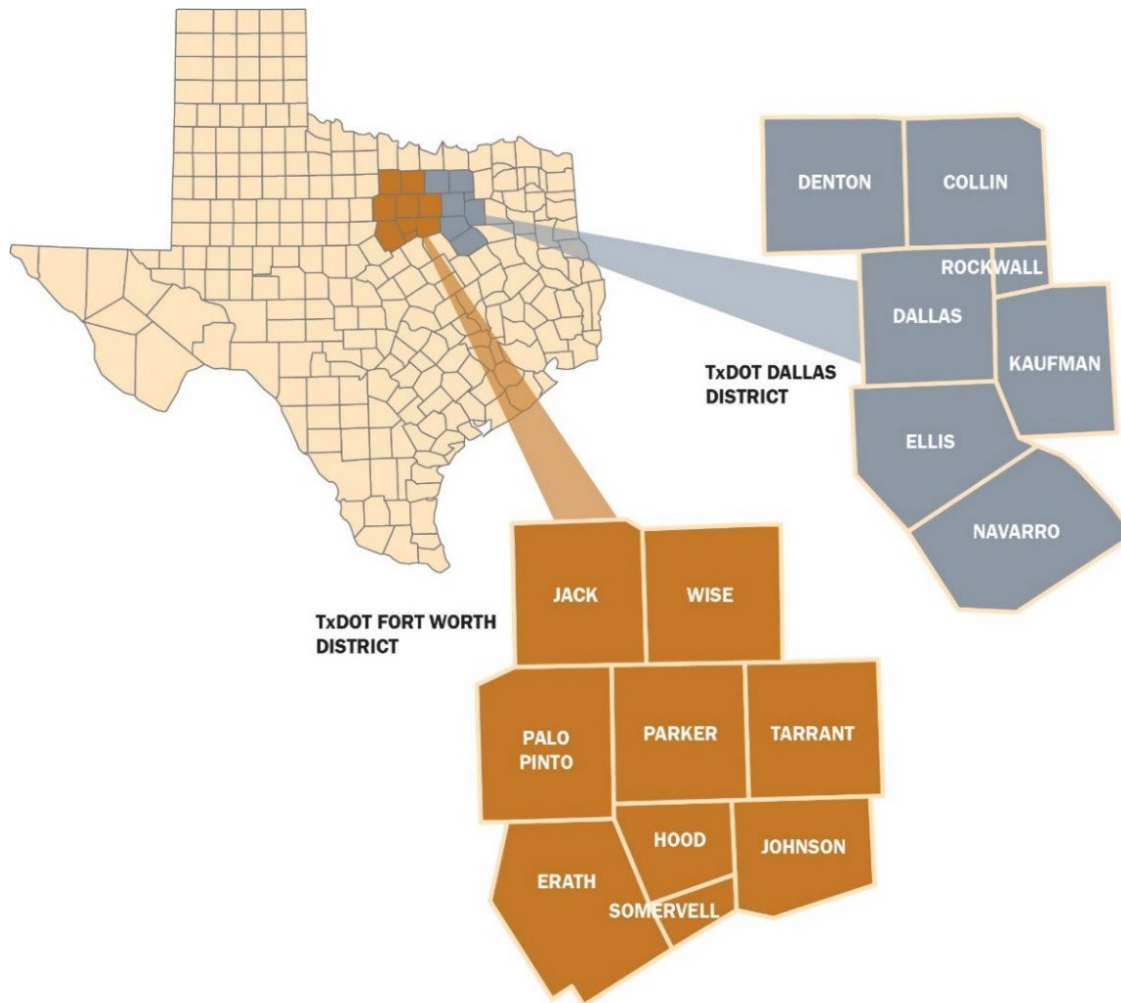 DENTON
COLLIN
ROCKWALL
DALLAS
KAUFMAN
TxDOT DALLAS
DISTRICT
ELLIS
NAVARRO
JACK
WISE
TxDOT FORT WORTH
DISTRICT
PALO
PINTO
PARKER
TARRANT
HOOD
JOHNSON
ERATH
SOMERVELL